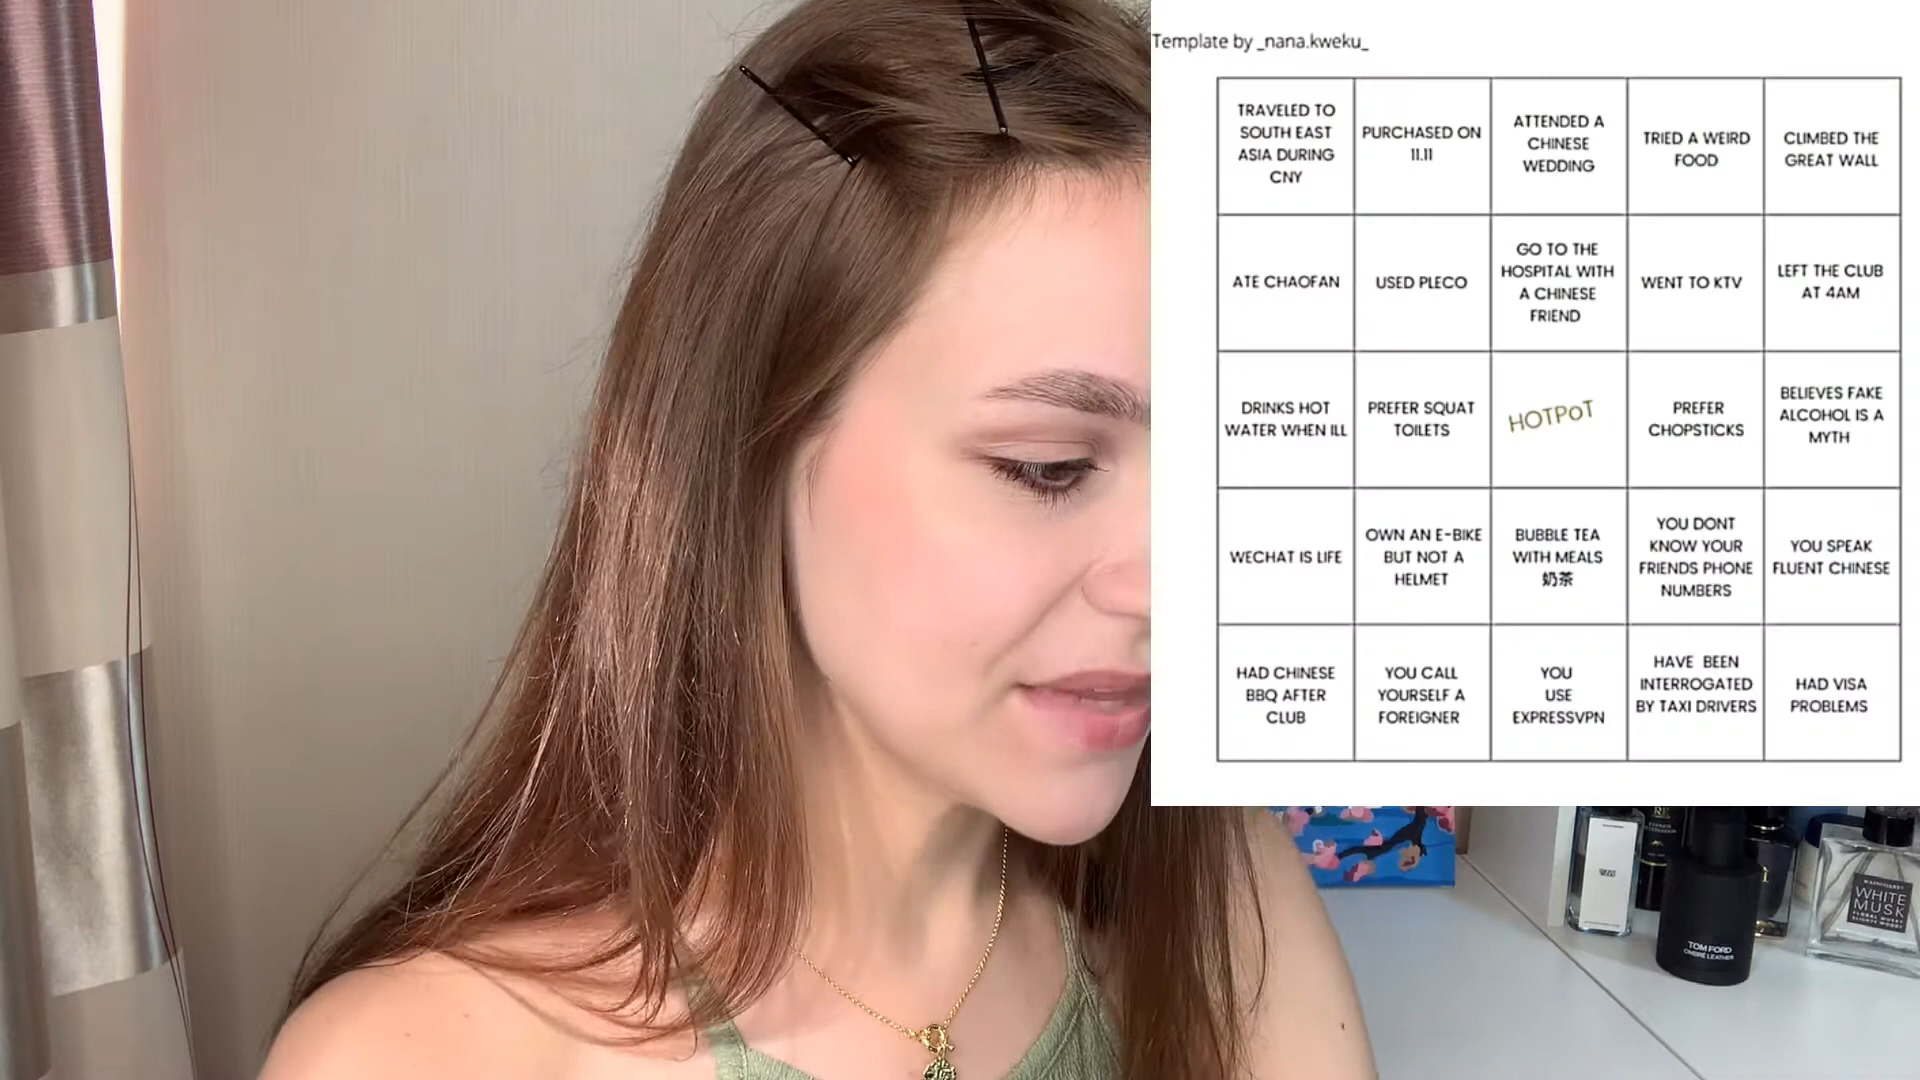 Template by _nana.kweku_
TRAVELED TO
SOUTH EAST
ASIA DURING
CNY
PURCHASED ON
11.11
ATTENDED A
CHINESE
WEDDING
TRIED A WEIRD
FOOD
CLIMBED THE
GREAT WALL
ATE CHAOFAN
USED PLECO
GO TO THE
HOSPITAL WITH
A CHINESE
FRIEND
WENT TO KTV
LEFT THE CLUB
AT 4AM
DRINKS HOT
WATER WHEN ILL
PREFER SQUAT
TOILETS
HOTPoT
PREFER
CHOPSTICKS
BELIEVES FAKE
ALCOHOL IS A
MYTH
WECHAT IS LIFE
OWN AN E-BIKE
BUT NOT A
HELMET
BUBBLE TEA
WITH MEALS
奶茶
YOU DONT
KNOW YOUR
FRIENDS PHONE
NUMBERS
YOU SPEAK
FLUENT CHINESE
HAD CHINESE
BBQ AFTER
CLUB
YOU CALL
YOURSELF A
FOREIGNER
YOU
USE
EXPRESSVPN
HAVE BEEN
INTERROGATED
BY TAXI DRIVERS
HAD VISA
PROBLEMS
TOM FORD
OMBRÉ LEATHER
WHITE
MUSK